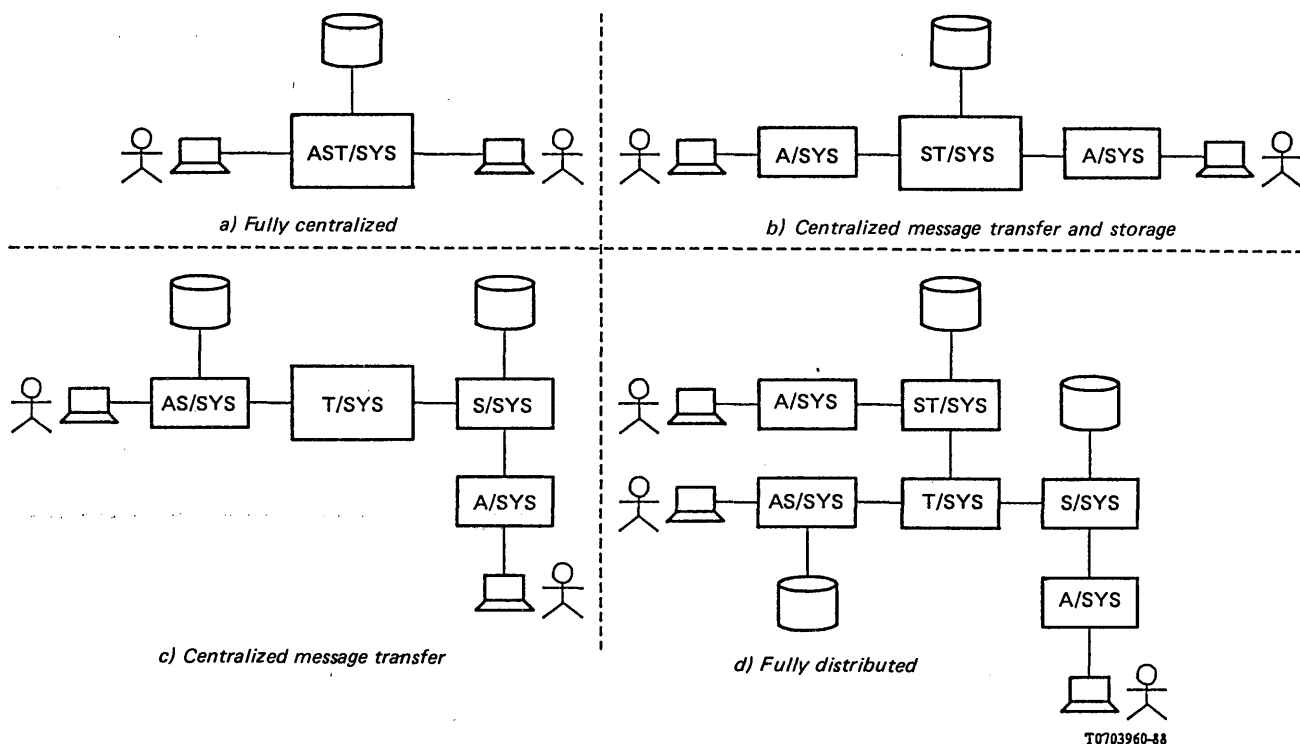 AST/SYS
a) Fully centralized
A/SYS
ST/SYS
A/SYS
b) Centralized message transfer and storage
AS/SYS
T/SYS
S/SYS
A/SYS
c) Centralized message transfer
A/SYS
ST/SYS
AS/SYS
T/SYS
S/SYS
A/SYS
d) Fully distributed
T0703960-88